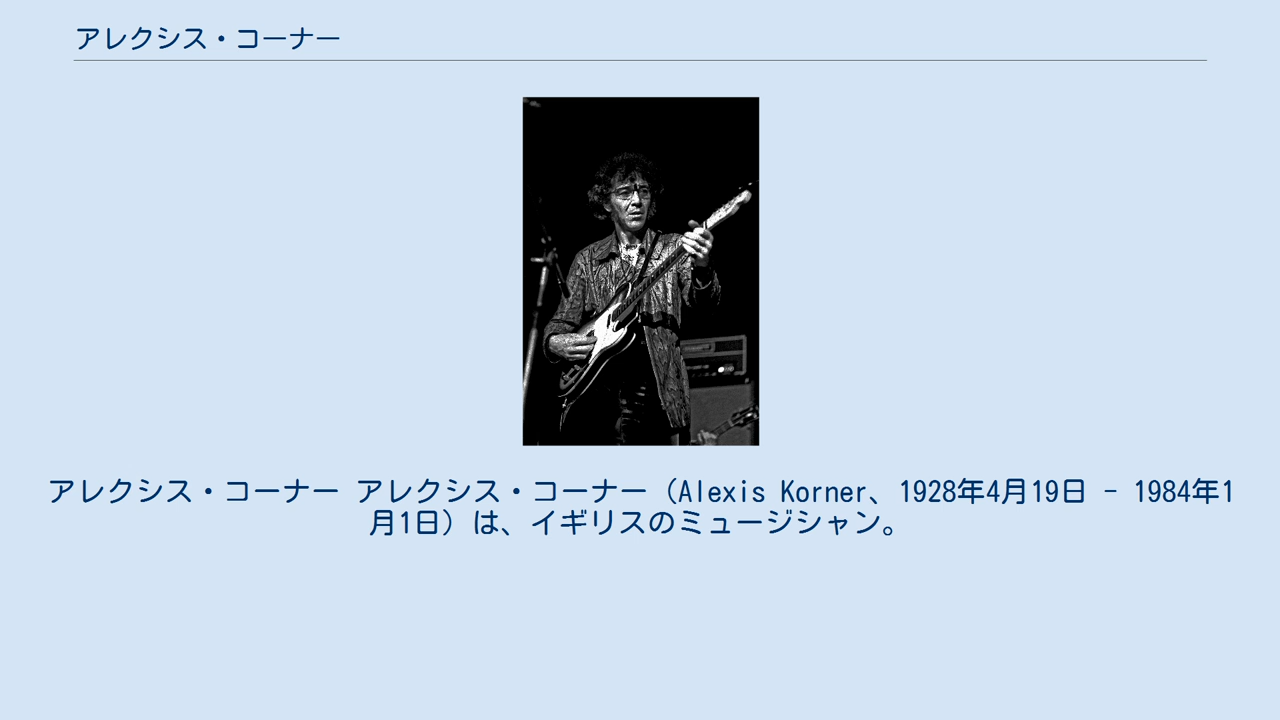 アレクシス・コーナー
アレクシス・コーナー アレクシス・コーナー（Alexis Korner、1928年4月19日 - 1984年1
月1日）は、イギリスのミュージシャン。